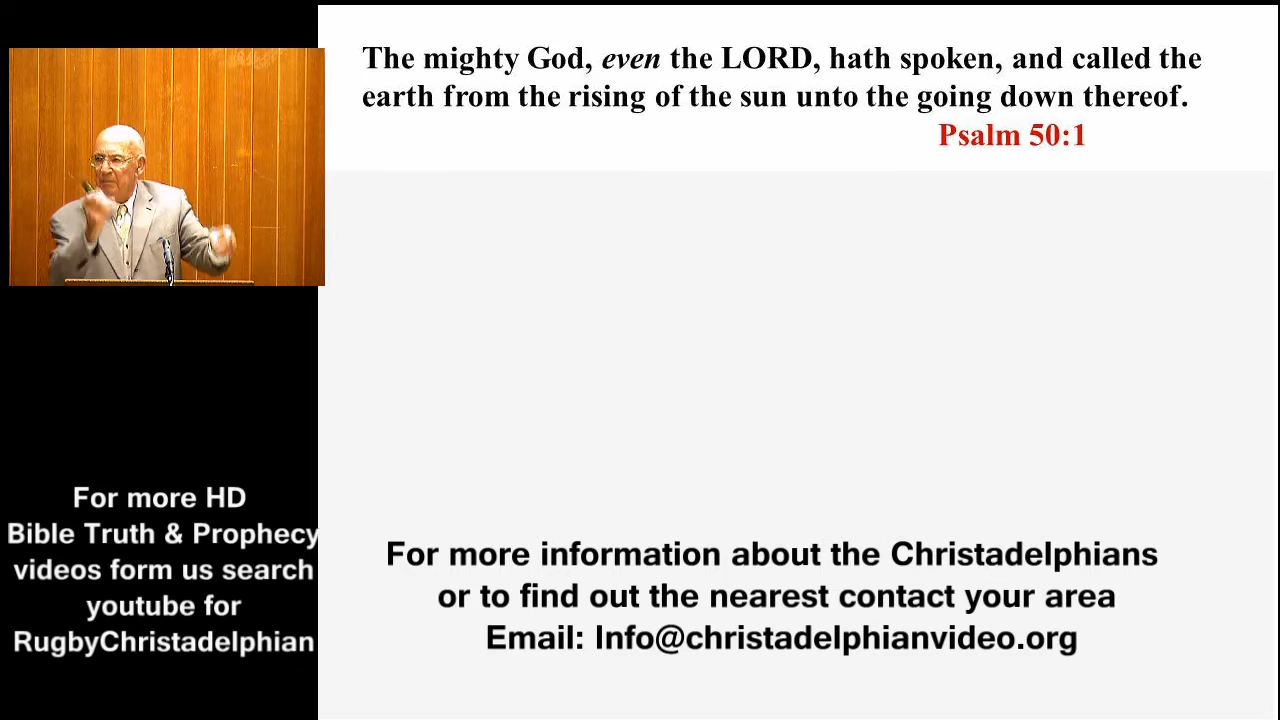 The mighty God, even the LORD, hath spoken, and called the
earth from the rising of the sun unto the going down thereof.
Psalm 50:1
For more HD
Bible Truth & Prophecy
videos form us search
youtube for
RugbyChristadelphian
For more information about the Christadelphians
or to find out the nearest contact your area
Email: Info@christadelphianvideo.org